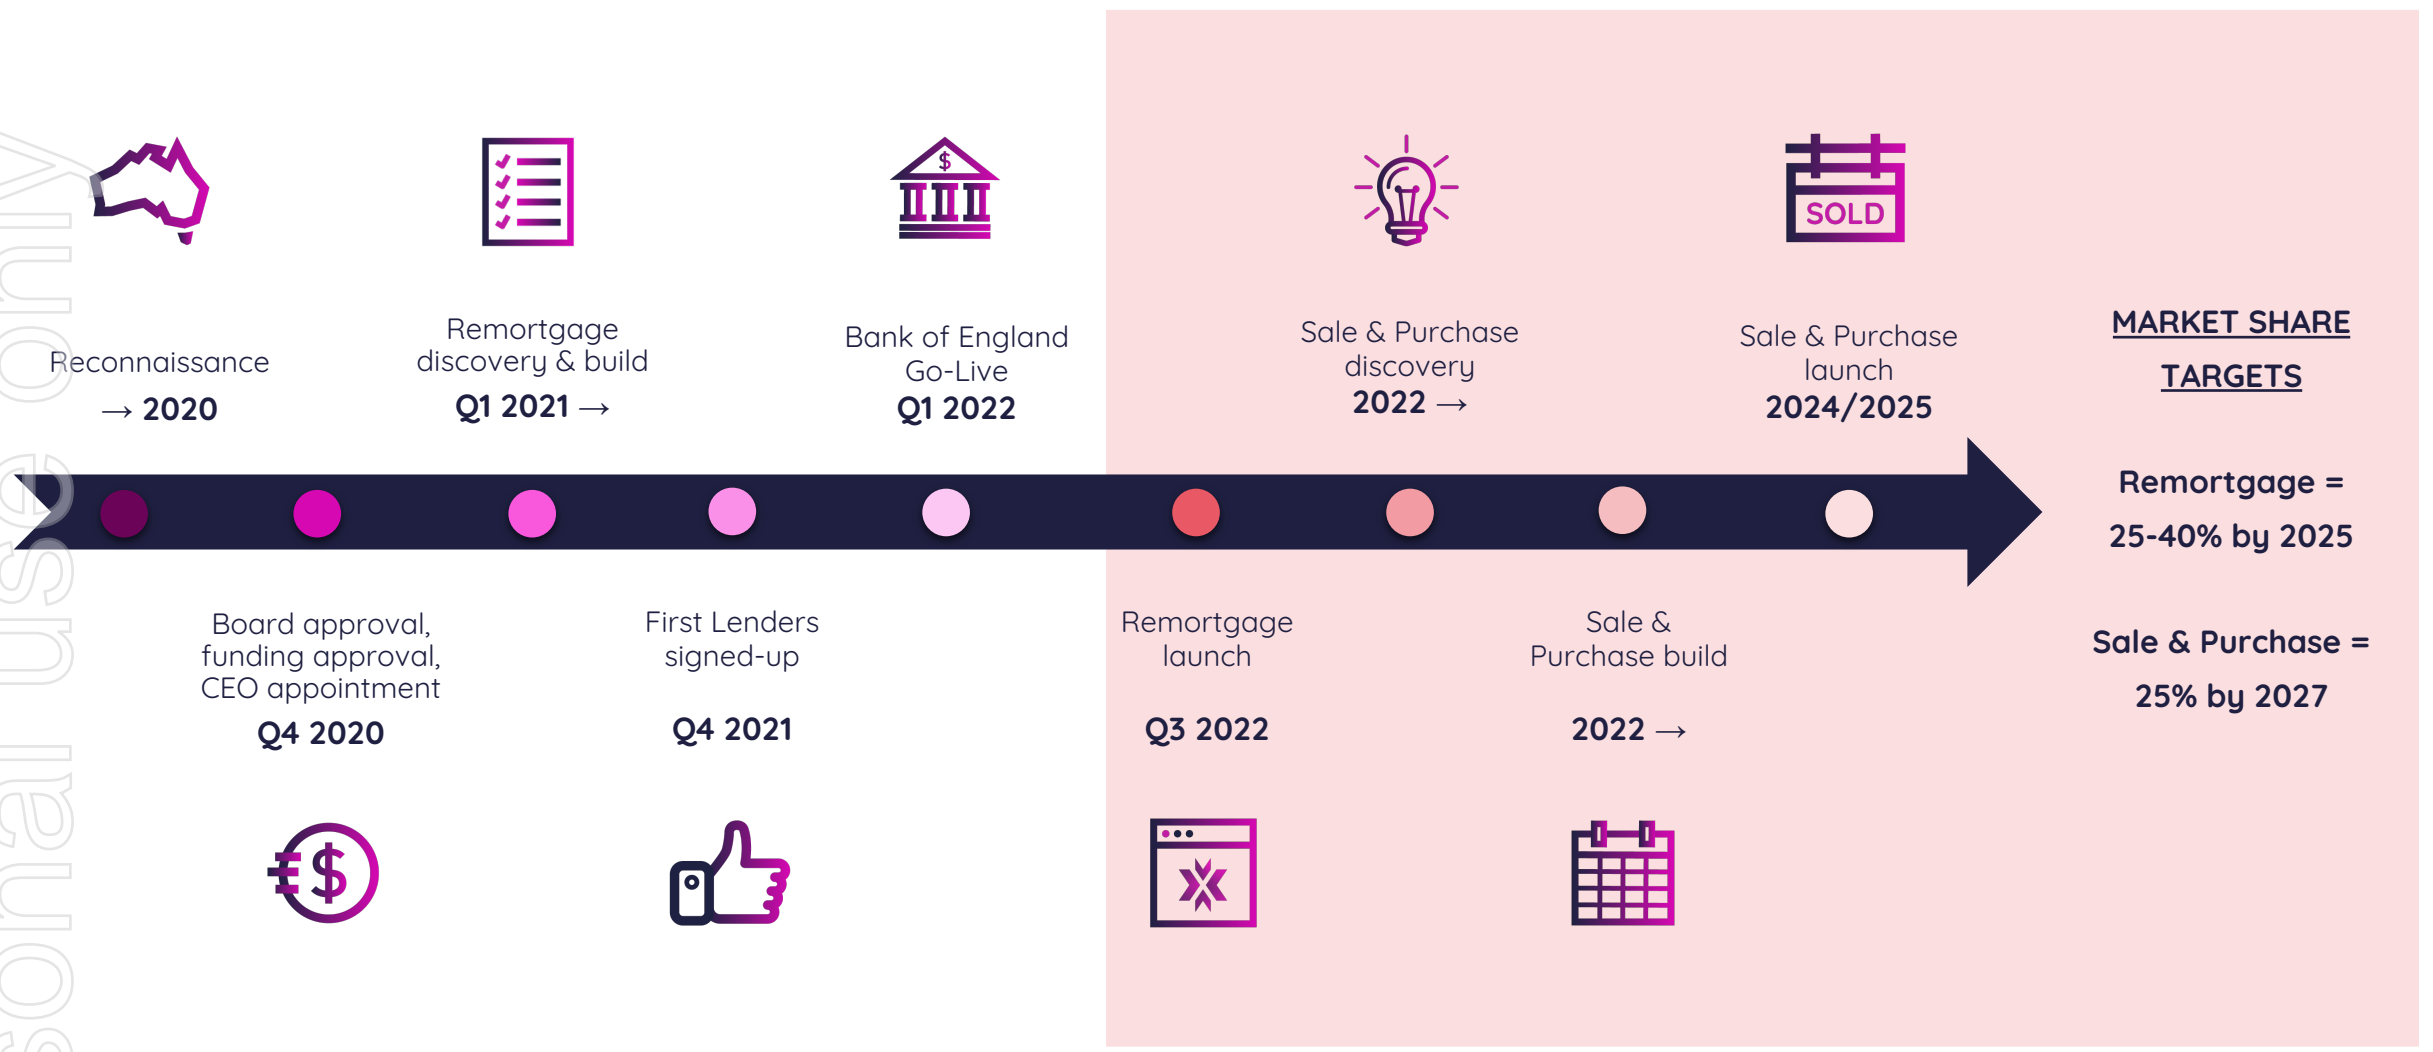 Reconnaissance
→ 2020
Remortgage
discovery & build
Q1 2021 →
$
Bank of England
Go-Live
Q1 2022
Sale & Purchase
discovery
2022 →
SOLD
Sale & Purchase
launch
2024/2025
Board approval,
funding approval,
CEO appointment
Q4 2020
$
First Lenders
signed-up
Q4 2021
Remortgage
launch
Q3 2022
Sale &
Purchase build
2022 →
MARKET SHARE
TARGETS
Remortgage =
25-40% by 2025
Sale & Purchase =
25% by 2027
sonal use only